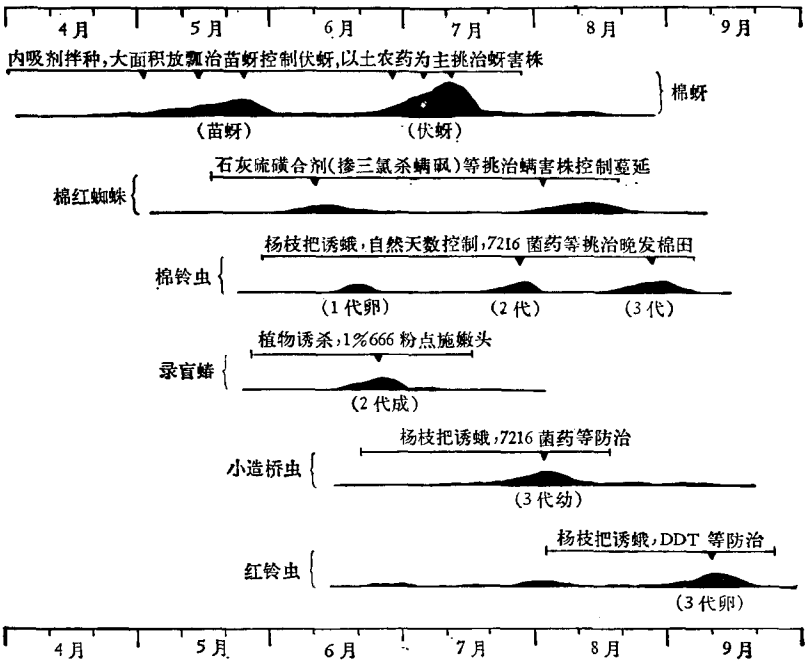 4月 5月 6月 7月 8月 9月
内吸剂拌种,大面积放瓢治苗蚜控制伏蚜,以土农药为主挑治蚜害株
棉蚜
(苗蚜) (伏蚜)
石灰硫磺合剂(掺三氯杀螨砜)等挑治螨害株控制蔓延
棉红蜘蛛
杨枝把诱蛾,自然天数控制,7216菌药等挑治晚发棉田
棉铃虫
(1代卵) (2代) (3代)
植物诱杀,1%666粉点施嫩头
录盲蝽
(2代成)
杨枝把诱蛾,7216菌药等防治
小造桥虫
(3代幼)
杨枝把诱蛾,DDT等防治
红铃虫
(3代卵)
4月 5月 6月 7月 8月 9月